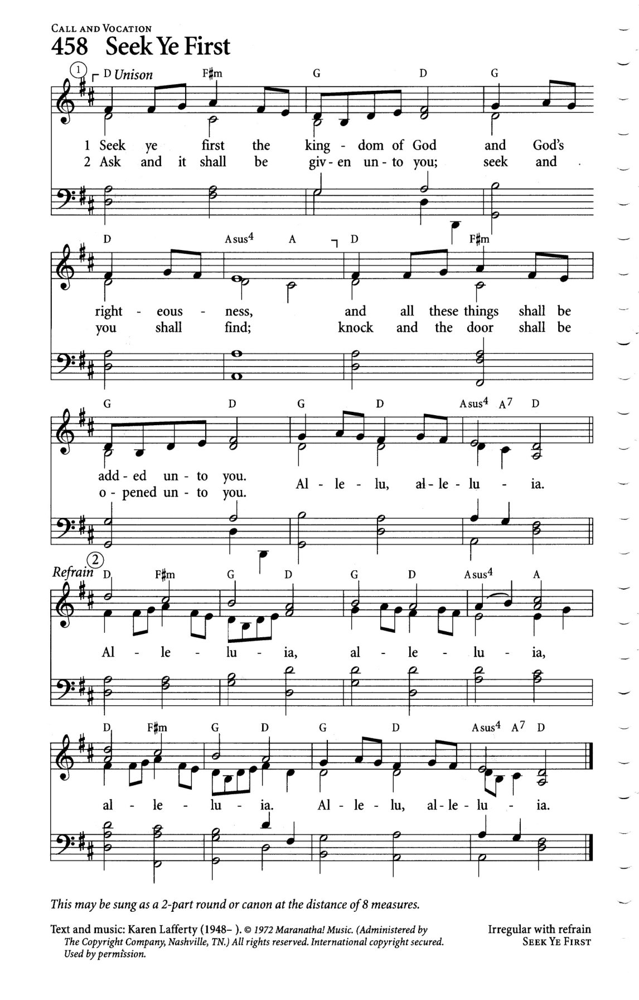 CALL AND VOCATION
458 Seek Ye First
1 D Unison F#m G D G
1 Seek ye first the king - dom of God and God's
2 Ask and it shall be giv - en un - to you; seek and
D Asus4 A D F#m
right - eous - ness, and all these things shall be
you shall find; knock and the door shall be
G D G D Asus4 A7 D
add - ed un - to you. Al - le - lu, al - le - lu - ia.
o - pened un - to you.
2
Refrain D F#m G D G D Asus4 A
Al - le - lu - ia, al - le - lu - ia,
D F#m G D G D Asus4 A7 D
al - le - lu - ia. Al - le - lu, al - le - lu - ia.
This may be sung as a 2-part round or canon at the distance of 8 measures.
Text and music: Karen Lafferty (1948– ). © 1972 Maranatha! Music. (Administered by
The Copyright Company, Nashville, TN.) All rights reserved. International copyright secured.
Used by permission.
Irregular with refrain
SEEK YE FIRST